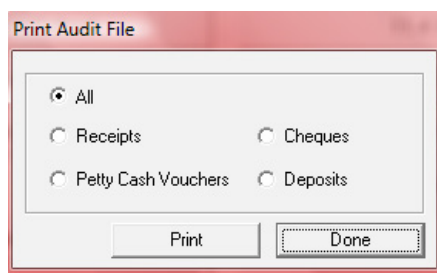 Print Audit File
All
Receipts Cheques
Petty Cash Vouchers Deposits
Print Done